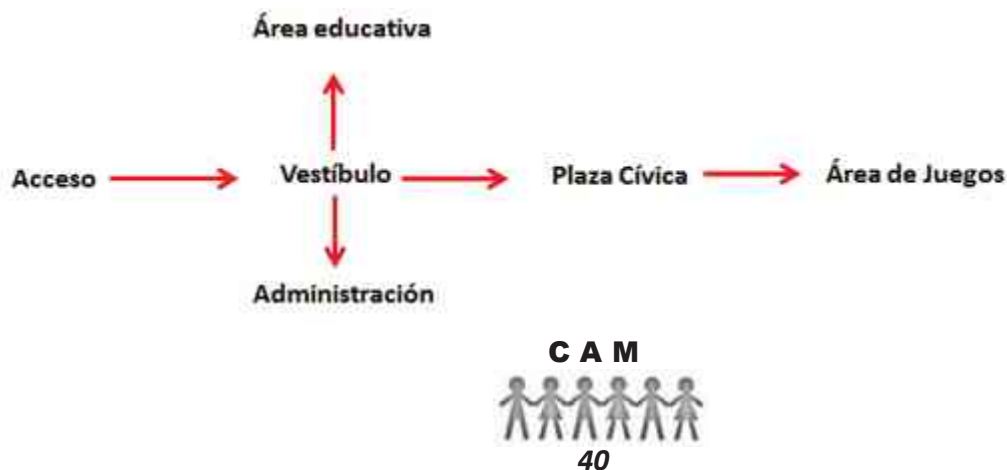 Área educativa
Acceso
Vestíbulo
Plaza Cívica
Área de Juegos
Administración
C A M
40